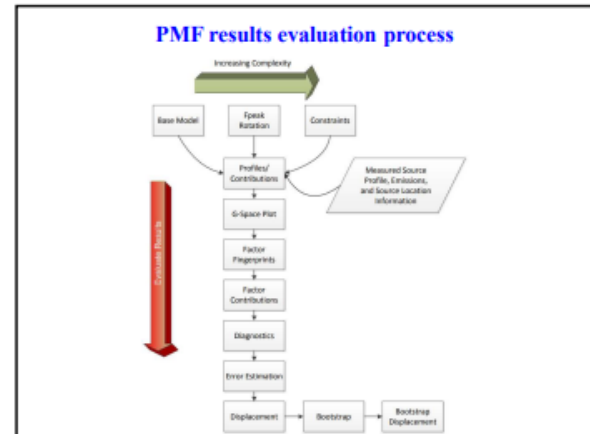 PMF results evaluation process
Increasing Complexity
Base Model
Fpeak
Rotation
Constraints
Profiles/
Contributions
Measured Source
Profile, Emissions,
and Source Location
Information
G-Space Plot
Evaluate Results
Factor
Fingerprints
Factor
Contributions
Diagnostics
Error Estimation
Displacement
Bootstrap
Bootstrap
Displacement